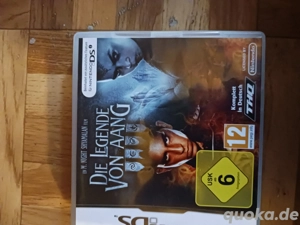 NINTENDO DS
EIN M. NIGHT SHYAMALAN FILM
DIE LEGENDE
VON AANG
Komplett
in Deutsch
THQ
Nintendo
12
USK
6
DS
quoka.de